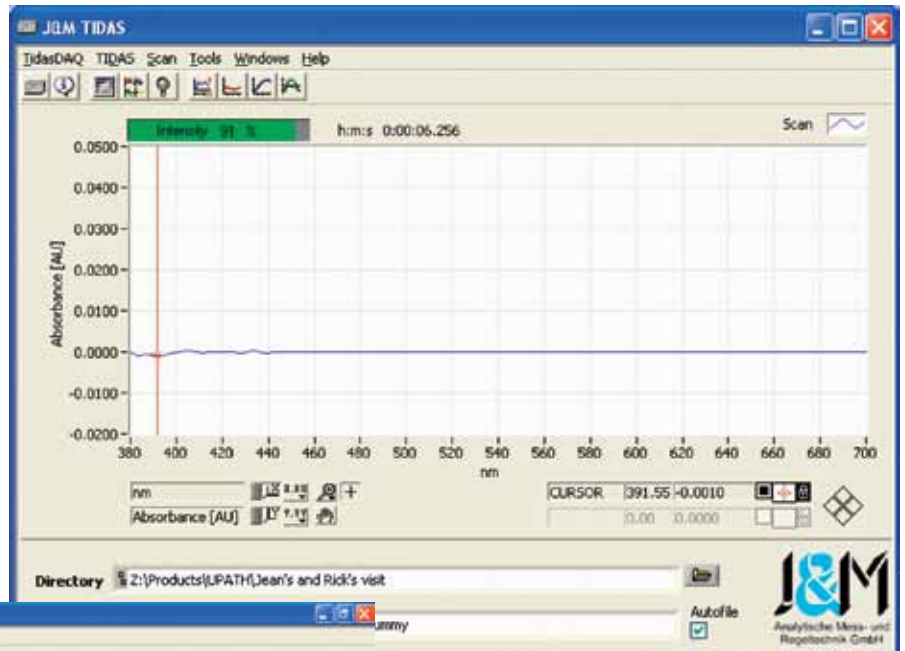 J&M TIDAS
TidasDAQ TIDAS Scan Tools Windows Help
Intensity 91 %
h:m:s 0:00:06.256
Scan
0.0500
0.0400
0.0300
0.0200
0.0100
0.0000
-0.0100
-0.0200
Absorbance [AU]
380 400 420 440 460 480 500 520 540 560 580 600 620 640 660 680 700
nm
nm
CURSOR 391.55 -0.0010
Absorbance [AU]
0.00 0.0000
Directory Z:\Products\UPATH\Jean's and Rick's visit
ummy
Autofile
J&M
Analytische Mess- und
Regeltechnik GmbH